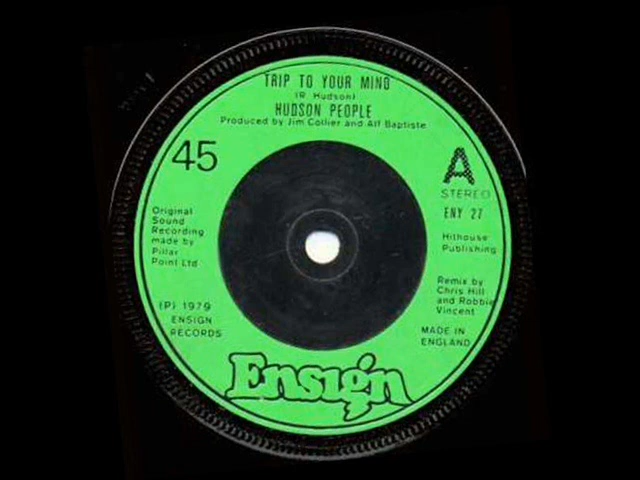 TRIP TO YOUR MIND
(R. Hudson)
HUDSON PEOPLE
Produced by Jim Collier and Alf Baptiste
45
A
STEREO
ENY 27
Original
Sound
Recording
made by
Pillar
Point Ltd
Hithouse
Publishing
Remix by
Chris Hill
and Robbie
Vincent
(P) 1979
ENSIGN
RECORDS
MADE IN
ENGLAND
Ensign